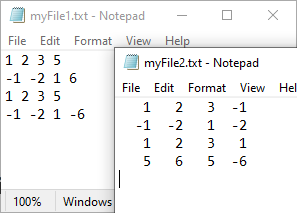 myFile1.txt - Notepad
File Edit Format View Help
1 2 3 5
-1 -2 1 6
1 2 3 5
-1 -2 1 -6
100% Windows
myFile2.txt - Notepad
File Edit Format View
1 2 3 -1
-1 -2 1 -2
1 2 3 1
5 6 5 -6